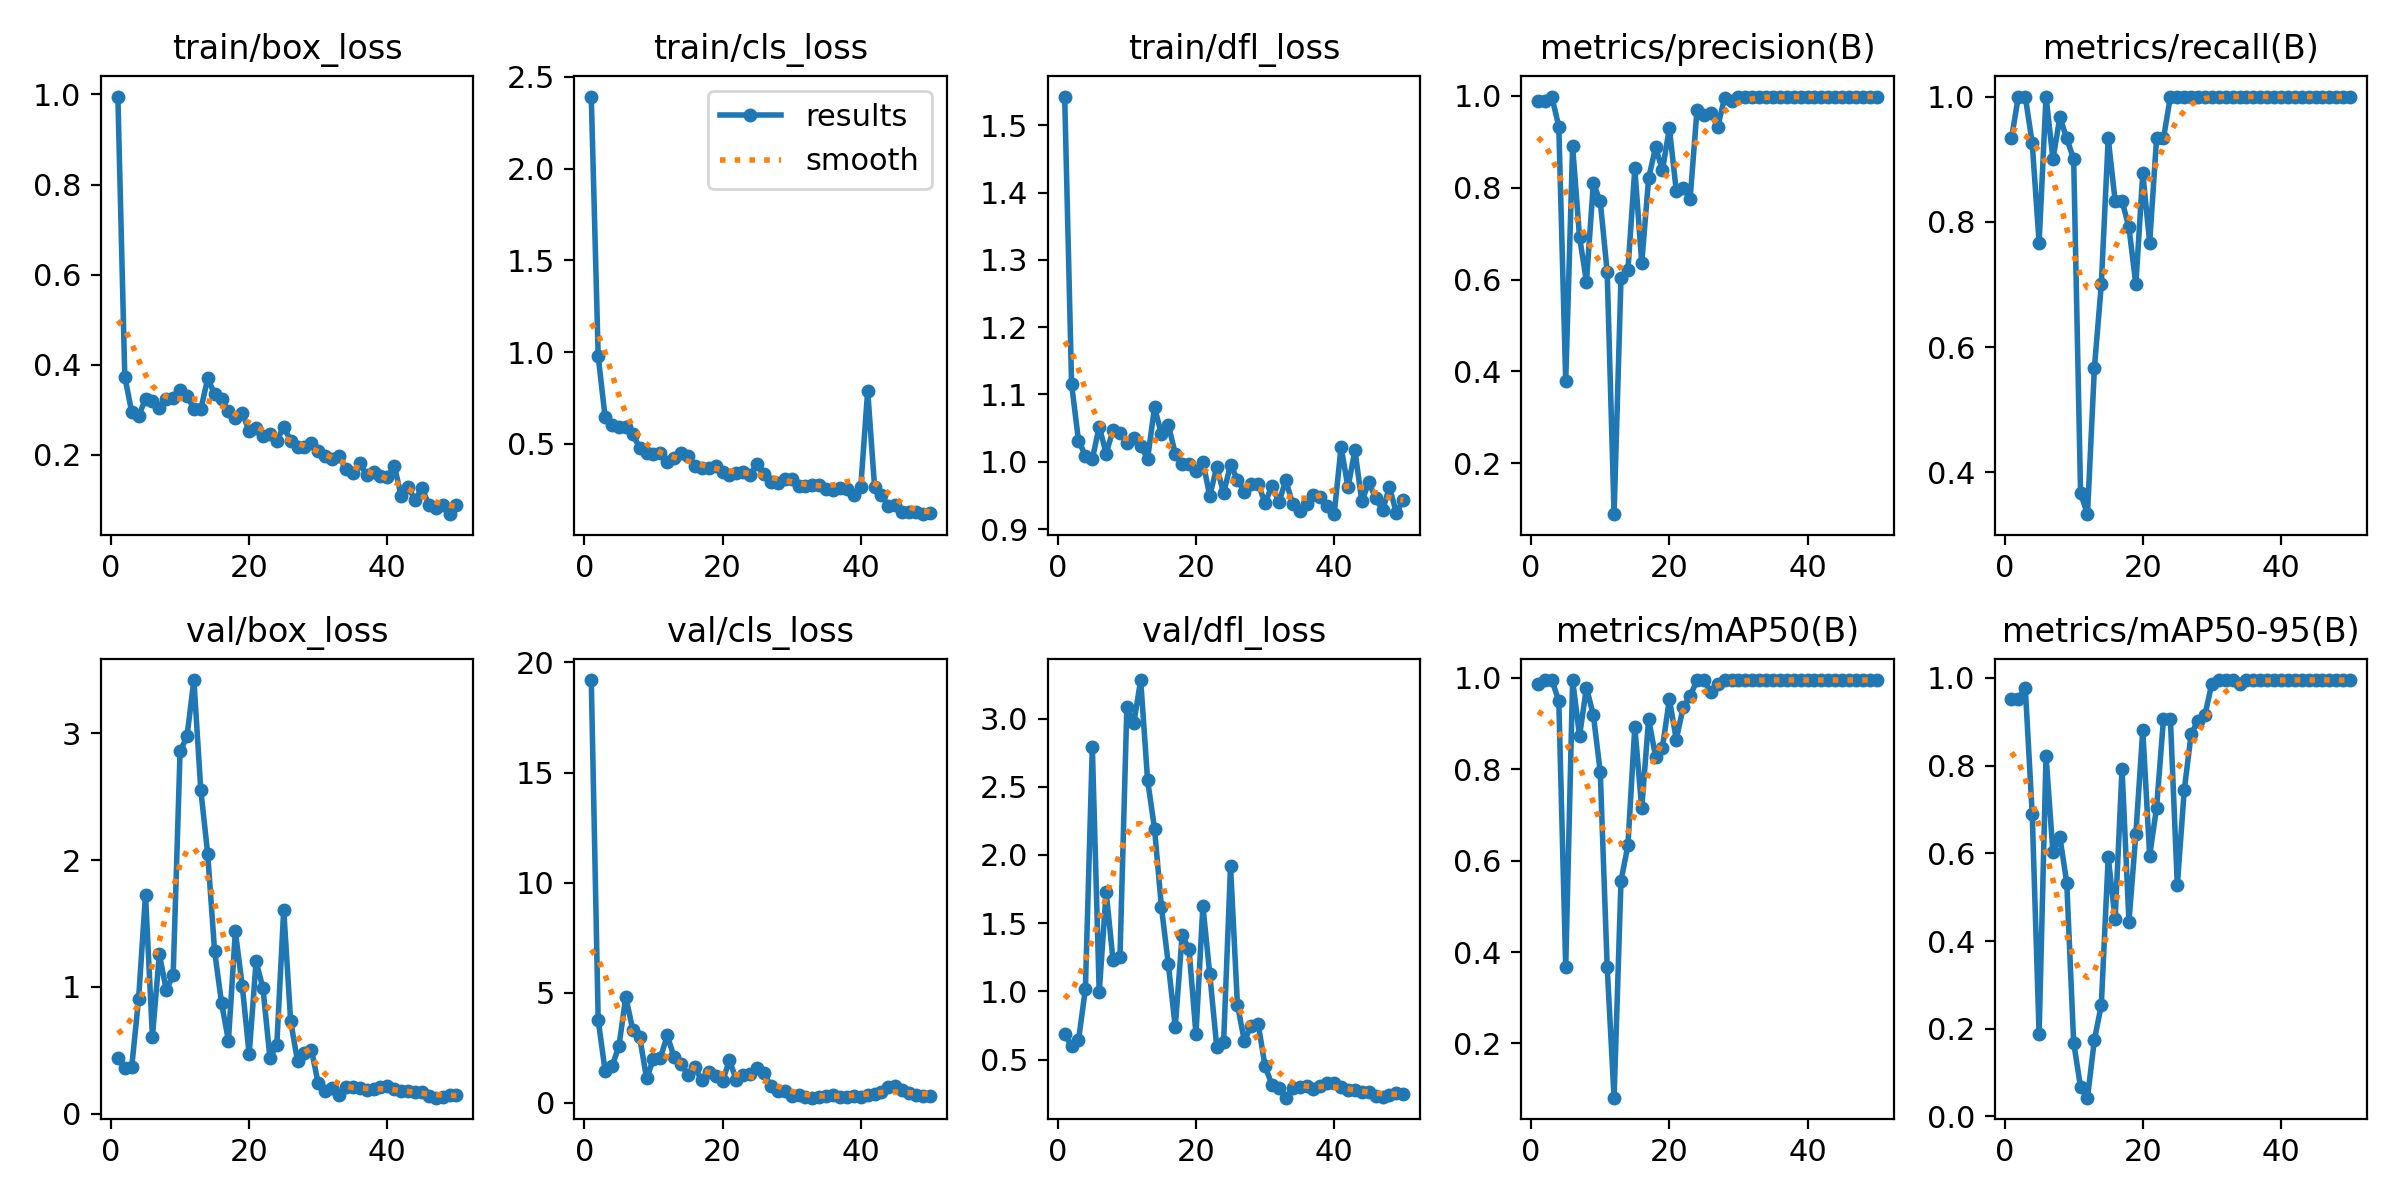 train/box_loss
1.0
0.8
0.6
0.4
0.2
0 20 40
train/cls_loss
2.5
2.0
1.5
1.0
0.5
results
smooth
0 20 40
train/dfl_loss
1.5
1.4
1.3
1.2
1.1
1.0
0.9
0 20 40
metrics/precision(B)
1.0
0.8
0.6
0.4
0.2
0 20 40
metrics/recall(B)
1.0
0.8
0.6
0.4
0 20 40
val/box_loss
3
2
1
0
0 20 40
val/cls_loss
20
15
10
5
0
0 20 40
val/dfl_loss
3.0
2.5
2.0
1.5
1.0
0.5
0 20 40
metrics/mAP50(B)
1.0
0.8
0.6
0.4
0.2
0 20 40
metrics/mAP50-95(B)
1.0
0.8
0.6
0.4
0.2
0.0
0 20 40